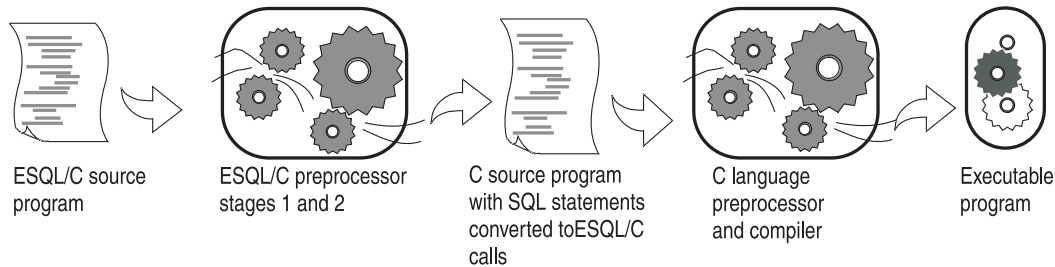 ESQL/C source
program
ESQL/C preprocessor
stages 1 and 2
C source program
with SQL statements
converted toESQL/C
calls
C language
preprocessor
and compiler
Executable
program